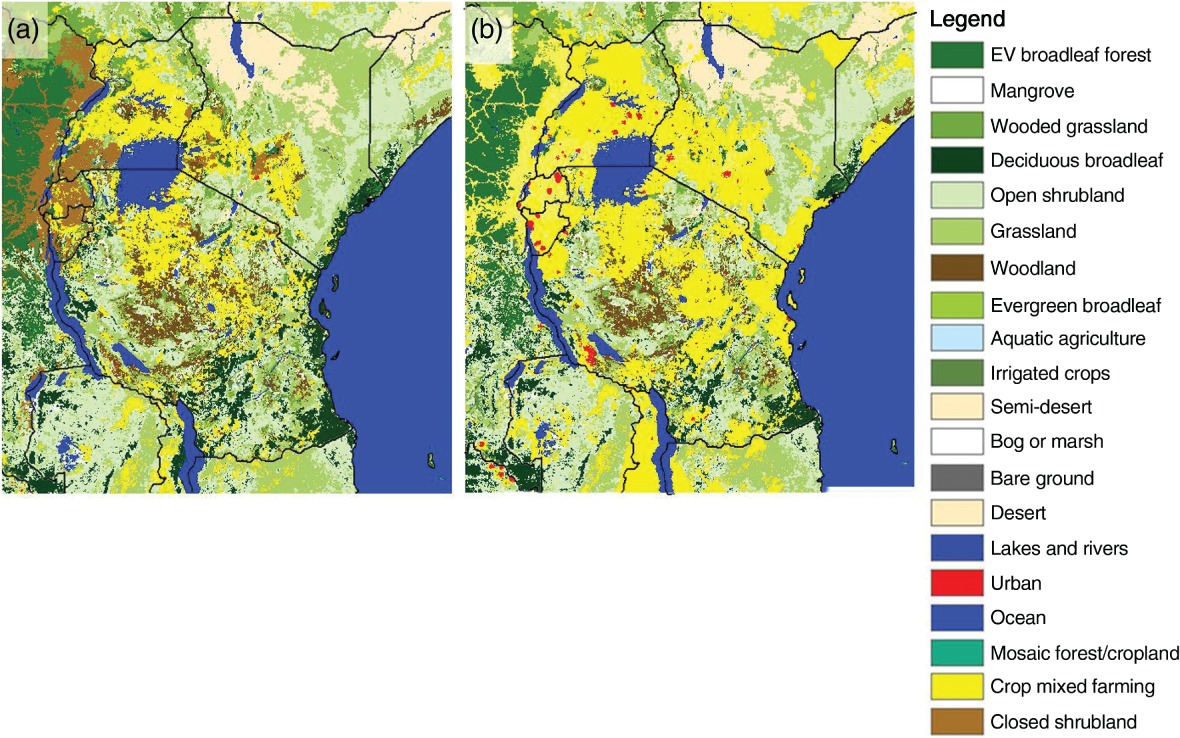 (a)
(b)
Legend
EV broadleaf forest
Mangrove
Wooded grassland
Deciduous broadleaf
Open shrubland
Grassland
Woodland
Evergreen broadleaf
Aquatic agriculture
Irrigated crops
Semi-desert
Bog or marsh
Bare ground
Desert
Lakes and rivers
Urban
Ocean
Mosaic forest/cropland
Crop mixed farming
Closed shrubland